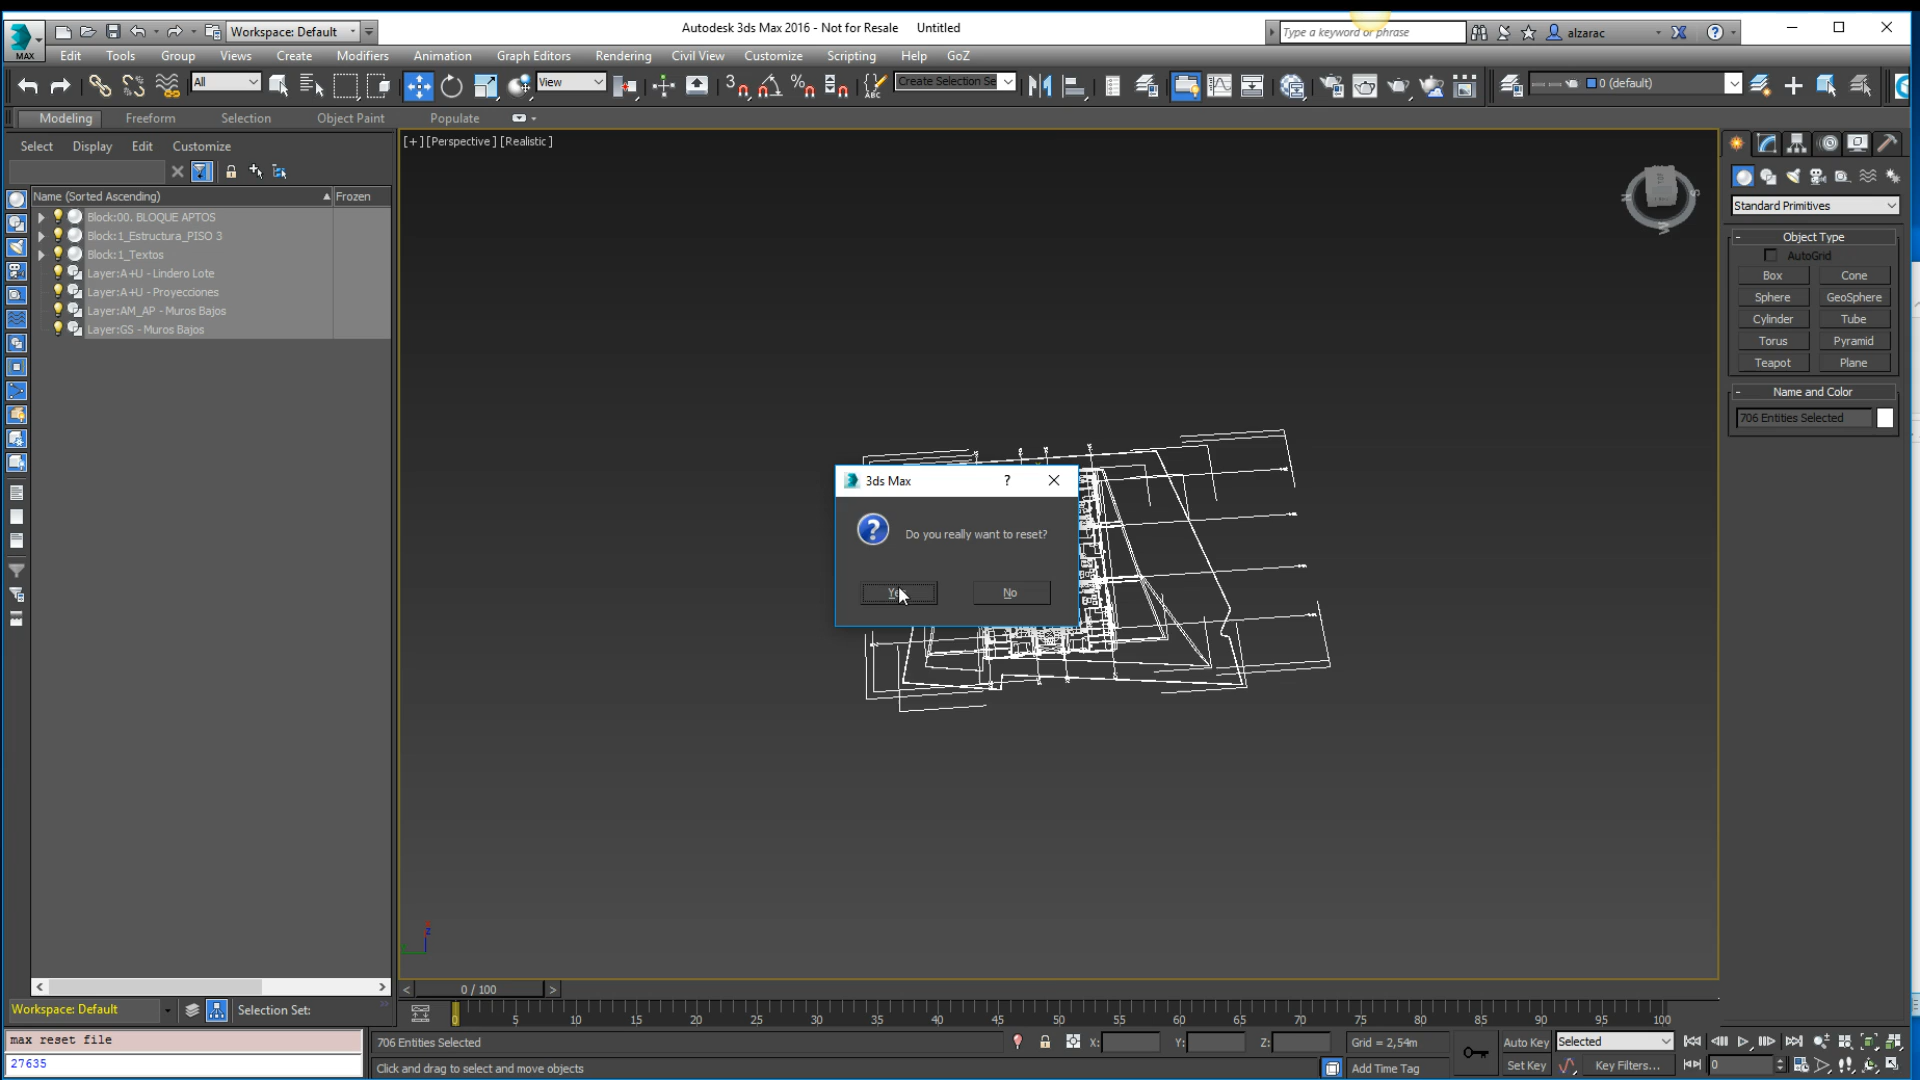 Workspace: Default
Autodesk 3ds Max 2016 - Not for Resale Untitled
Type a keyword or phrase
alzarac
MAX
Edit Tools Group Views Create Modifiers Animation Graph Editors Rendering Civil View Customize Scripting Help GoZ
All
View
Create Selection Se
0 (default)
Modeling Freeform Selection Object Paint Populate
Select Display Edit Customize
[+] [Perspective] [Realistic]
Name (Sorted Ascending) Frozen
Block:00. BLOQUE APTOS
Block:1_Estructura_PISO 3
Block:1_Textos
Layer:A+U - Lindero Lote
Layer:A+U - Proyecciones
Layer:AM_AP - Muros Bajos
Layer:GS - Muros Bajos
3ds Max
Do you really want to reset?
No
Standard Primitives
Object Type
AutoGrid
Box Cone
Sphere GeoSphere
Cylinder Tube
Torus Pyramid
Teapot Plane
Name and Color
706 Entities Selected
0 / 100
Workspace: Default
Selection Set:
0 5 10 15 20 25 30 35 40 45 50 55 60 65 70 75 80 85 90 95 100
max reset file
27635
706 Entities Selected
X: Y: Z:
Grid = 2,54m
Auto Key Selected
Click and drag to select and move objects
Add Time Tag
Set Key Key Filters...
0